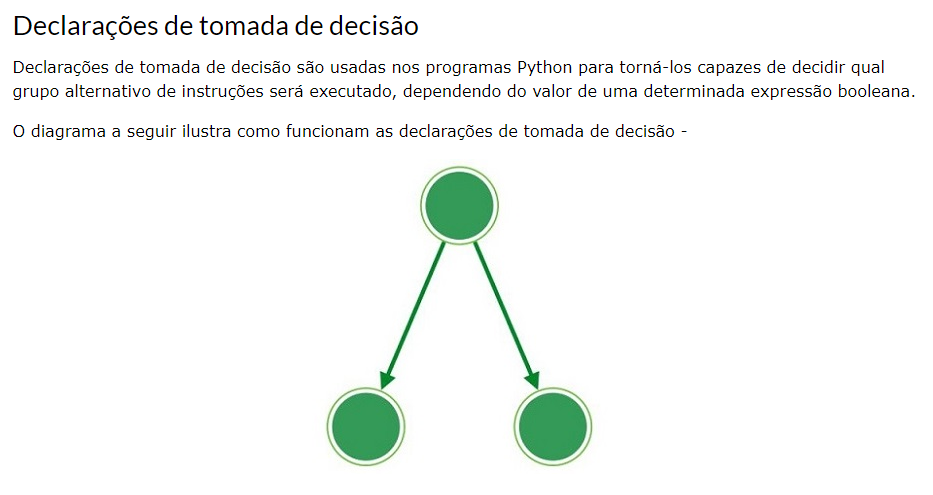 Declarações de tomada de decisão
Declarações de tomada de decisão são usadas nos programas Python para torná-los capazes de decidir qual
grupo alternativo de instruções será executado, dependendo do valor de uma determinada expressão booleana.
O diagrama a seguir ilustra como funcionam as declarações de tomada de decisão -